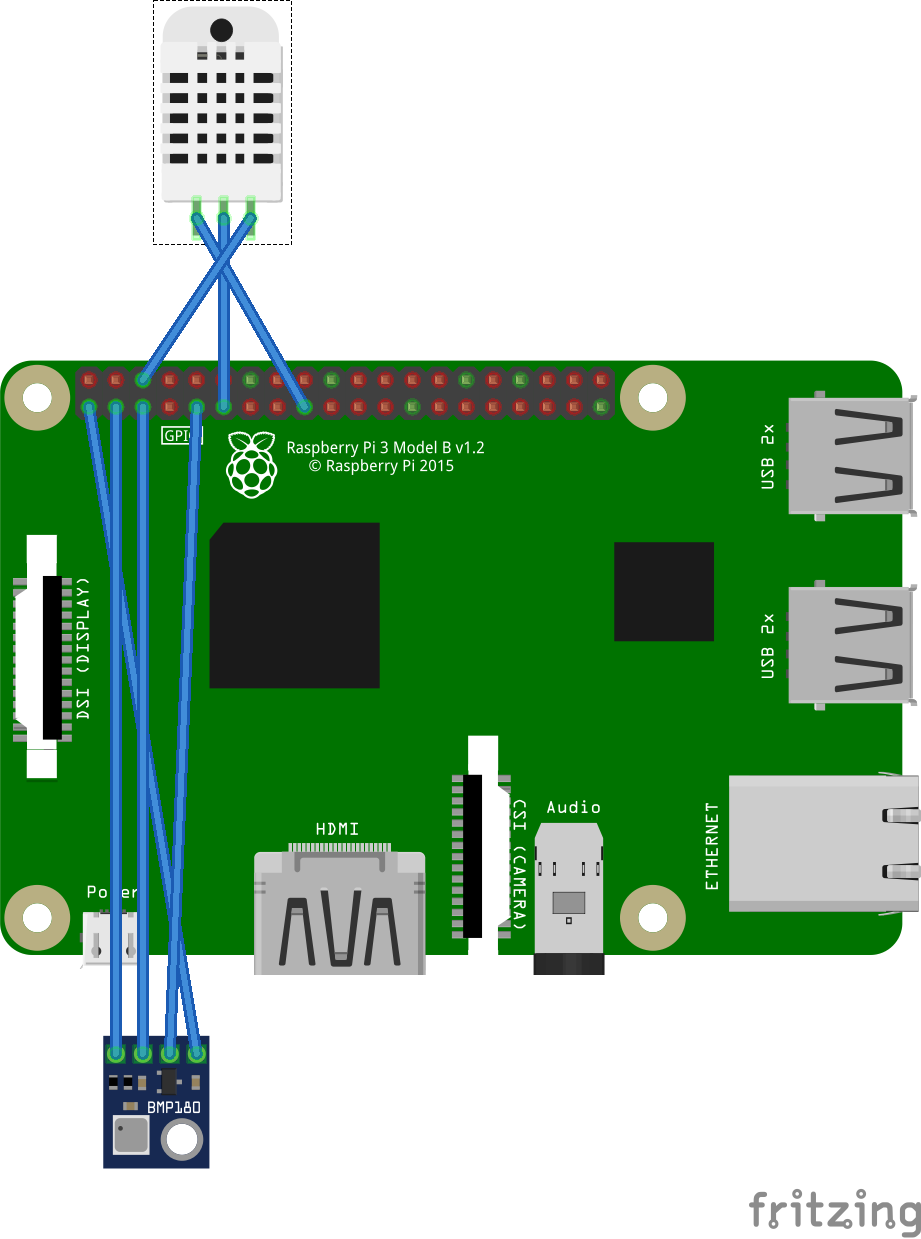 GPIO
Raspberry Pi 3 Model B v1.2
© Raspberry Pi 2015
USB 2x
USB 2x
DSI (DISPLAY)
HDMI
Audio
CSI (CAMERA)
ETHERNET
Power
BMP180
fritzing